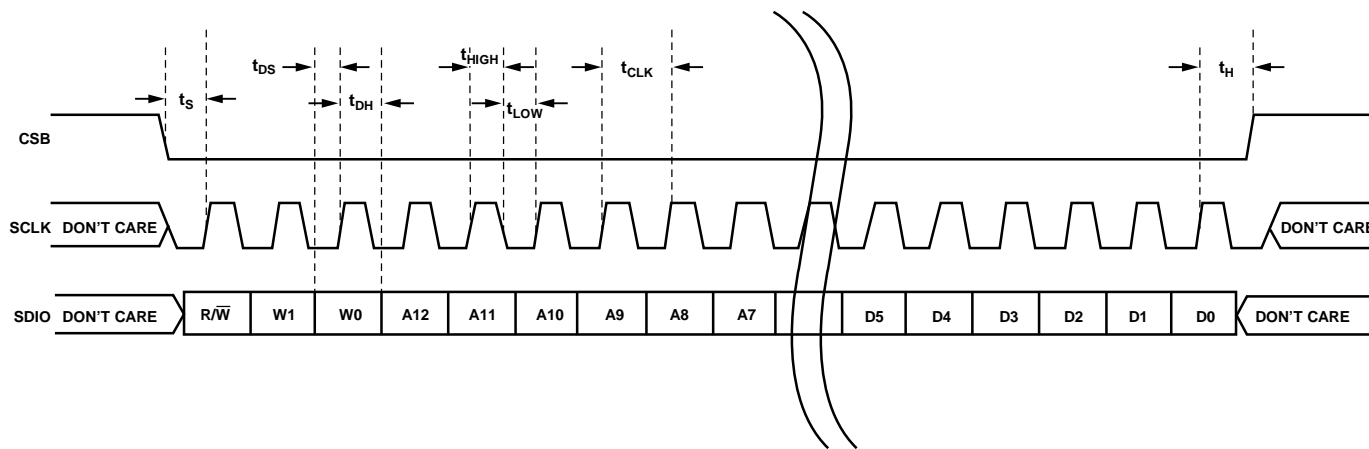 tDS
tHIGH
tCLK
tH
tS
tDH
tLOW
CSB
SCLK DON'T CARE DON'T CARE
SDIO DON'T CARE R/W̅ W1 W0 A12 A11 A10 A9 A8 A7 D5 D4 D3 D2 D1 D0 DON'T CARE